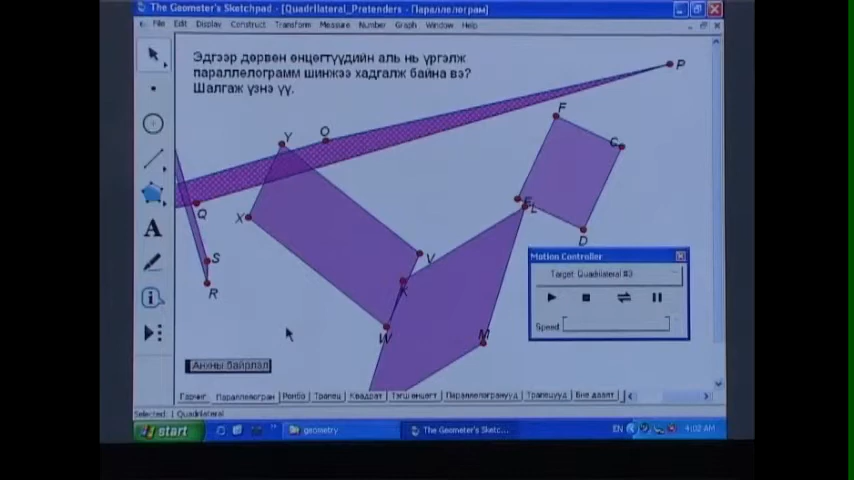 The Geometer's Sketchpad - [Quadrilateral_Pretenders - Параллелограм]
File Edit Display Construct Transform Measure Number Graph Window Help
Эдгээр дөрвөн өнцөгтүүдийн аль нь үргэлж
параллелограмм шинжээ хадгалж байна вэ?
Шалгаж үзнэ үү.
P
F
Y
O
C
Q
X
E
L
D
V
S
R
K
W
M
A
Motion Controller
Target: Quadrilateral #3
Speed
Анхны байрлал
Параллелограм Ромбо Трапец Квадрат Тэгш өнцөгт Параллелограмууд Трапецууд
Selected: 1 Quadrilateral
start
geometry
The Geometer's Sketc...
EN
4:02 AM